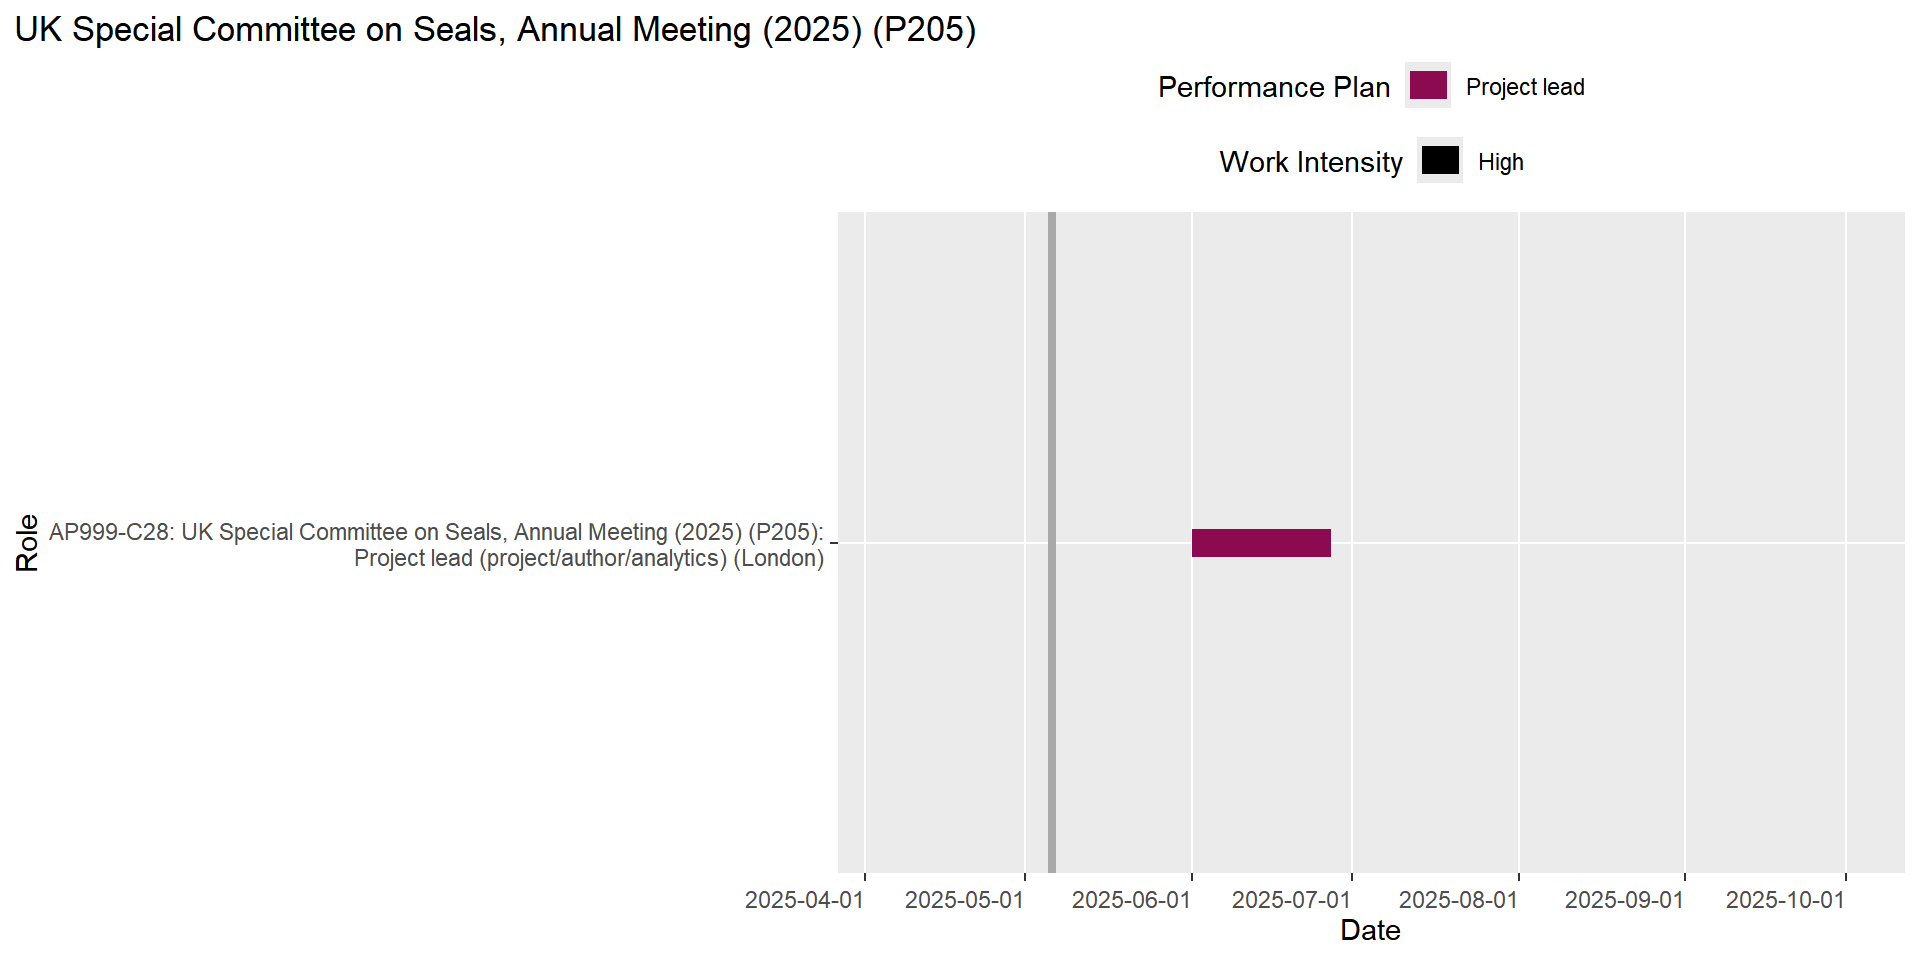 UK Special Committee on Seals, Annual Meeting (2025) (P205)
Performance Plan
Project lead
Work Intensity
High
Role
AP999-C28: UK Special Committee on Seals, Annual Meeting (2025) (P205):
Project lead (project/author/analytics) (London)
2025-04-01
2025-05-01
2025-06-01
2025-07-01
2025-08-01
2025-09-01
2025-10-01
Date